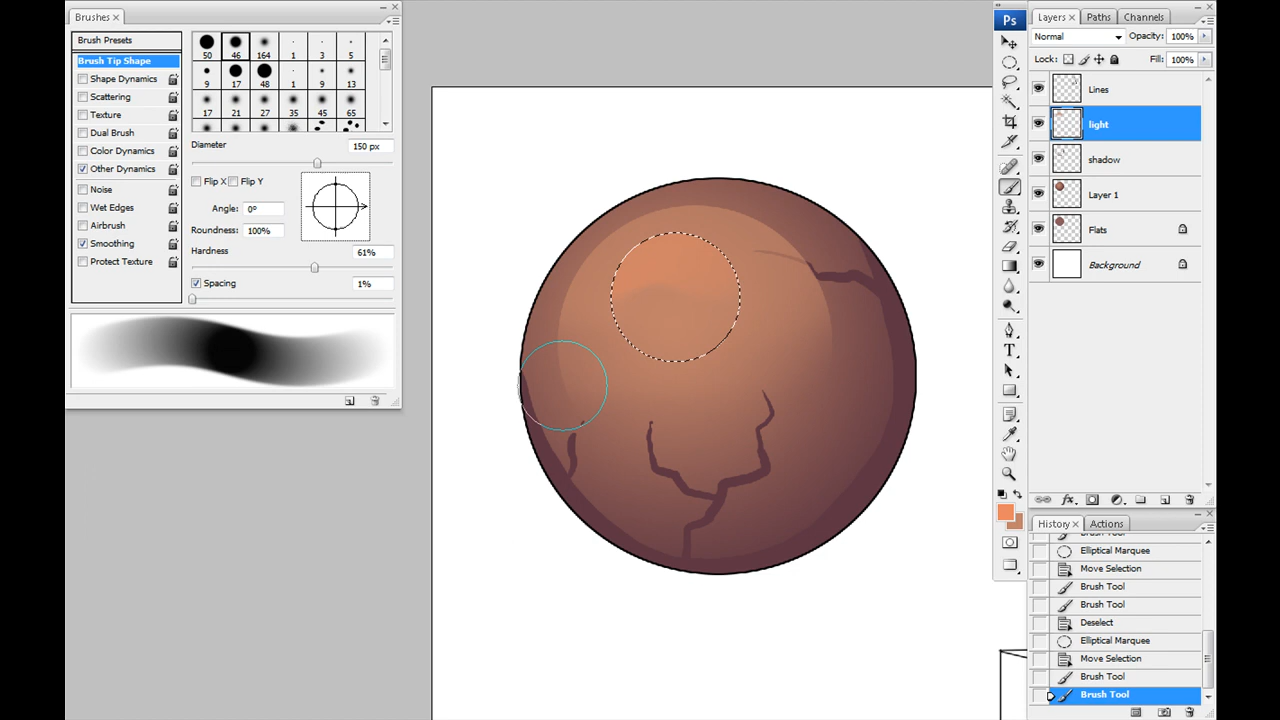 Brushes ×
Brush Presets
Brush Tip Shape
Shape Dynamics
Scattering
Texture
Dual Brush
Color Dynamics
Other Dynamics
Noise
Wet Edges
Airbrush
Smoothing
Protect Texture
50 46 164 1 3 5
9 17 48 1 9 13
17 21 27 35 45 65
Diameter 150 px
Flip X Flip Y
Angle: 0º
Roundness: 100%
Hardness 61%
Spacing 1%
Ps
Layers × Paths Channels
Normal Opacity: 100%
Lock: Fill: 100%
Lines
light
shadow
Layer 1
Flats
Background
History × Actions
Brush Tool
Elliptical Marquee
Move Selection
Brush Tool
Brush Tool
Deselect
Elliptical Marquee
Move Selection
Brush Tool
Brush Tool